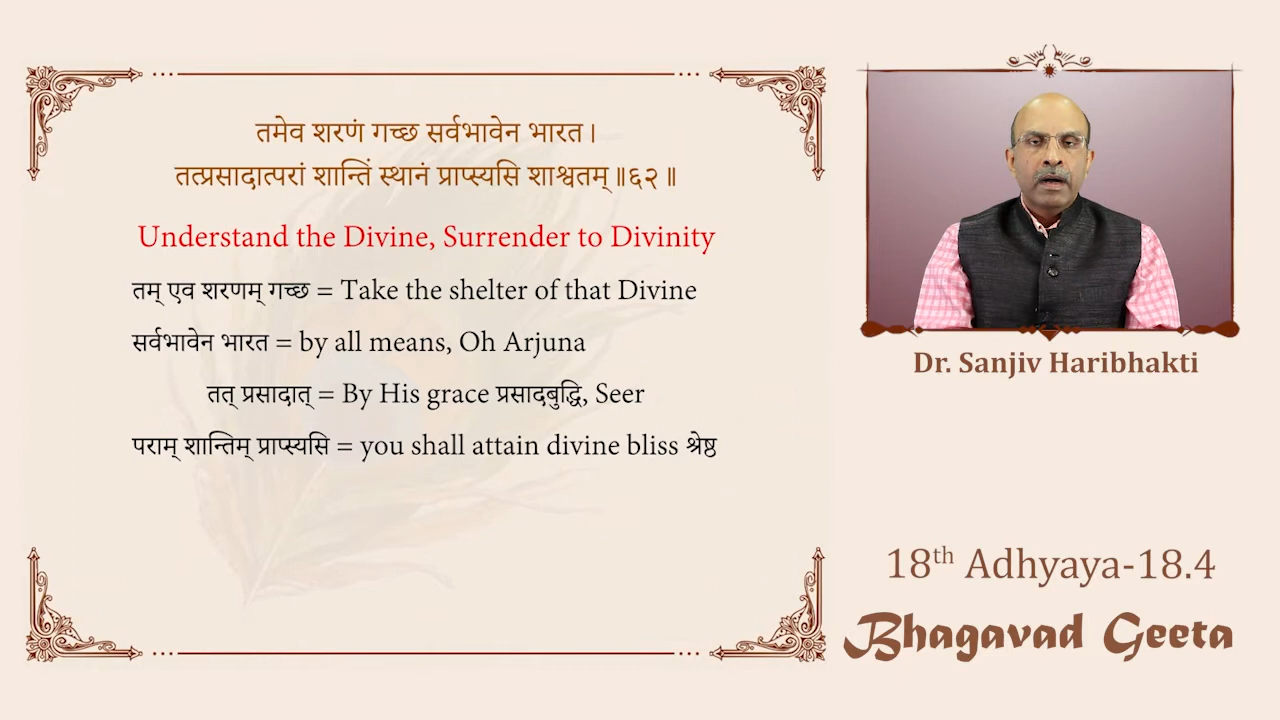 तमेव शरणं गच्छ सर्वभावेन भारत।
तत्प्रसादात्परां शान्तिं स्थानं प्राप्स्यसि शाश्वतम्॥६२॥
Understand the Divine, Surrender to Divinity
तम् एव शरणम् गच्छ = Take the shelter of that Divine
सर्वभावेन भारत = by all means, Oh Arjuna
तत् प्रसादात् = By His grace प्रसादबुद्धि, Seer
पराम् शान्तिम् प्राप्स्यसि = you shall attain divine bliss श्रेष्ठ
Dr. Sanjiv Haribhakti
18th Adhyaya-18.4
Bhagavad Geeta